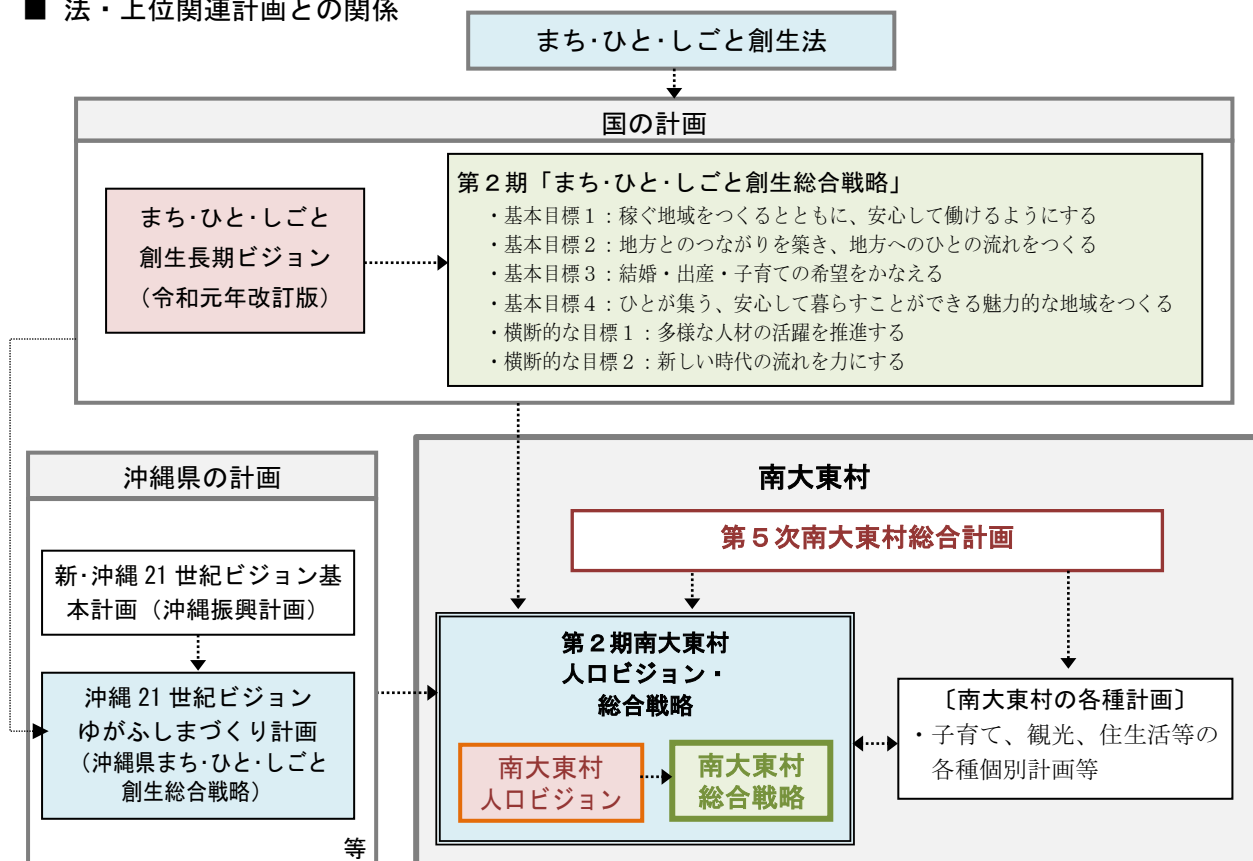 ■ 法・上位関連計画との関係
まち･ひと･しごと創生法
国の計画
まち･ひと･しごと
創生長期ビジョン
（令和元年改訂版）
第２期「まち･ひと･しごと創生総合戦略」
・基本目標１：稼ぐ地域をつくるとともに、安心して働けるようにする
・基本目標２：地方とのつながりを築き、地方へのひとの流れをつくる
・基本目標３：結婚・出産・子育ての希望をかなえる
・基本目標４：ひとが集う、安心して暮らすことができる魅力的な地域をつくる
・横断的な目標１：多様な人材の活躍を推進する
・横断的な目標２：新しい時代の流れを力にする
沖縄県の計画
新･沖縄 21 世紀ビジョン基
本計画（沖縄振興計画）
沖縄 21 世紀ビジョン
ゆがふしまづくり計画
（沖縄県まち･ひと･しごと
創生総合戦略）
等
南大東村
第５次南大東村総合計画
第２期南大東村
人口ビジョン・
総合戦略
南大東村
人口ビジョン
南大東村
総合戦略
〔南大東村の各種計画〕
・子育て、観光、住生活等の
各種個別計画等